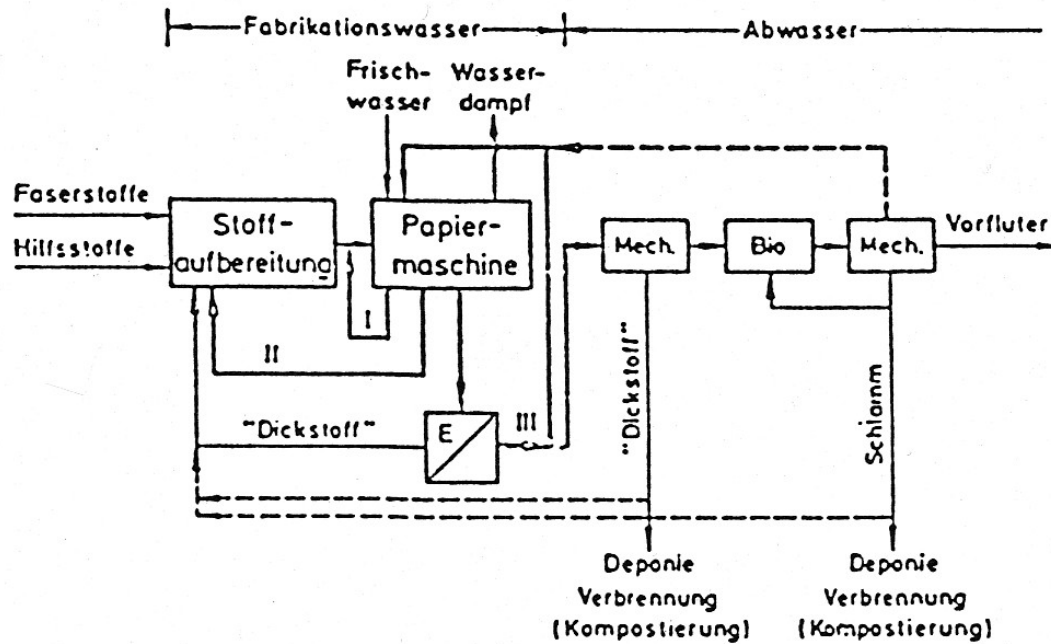 Fabrikationswasser
Abwasser
Frisch-
wasser
Wasser-
dampf
Faserstoffe
Hilfsstoffe
Stoff-
aufbereitung
Papier-
maschine
Mech.
Bio
Mech.
Vorfluter
I
II
III
"Dickstoff"
E
"Dickstoff"
Schlamm
Deponie
Verbrennung
(Kompostierung)
Deponie
Verbrennung
(Kompostierung)